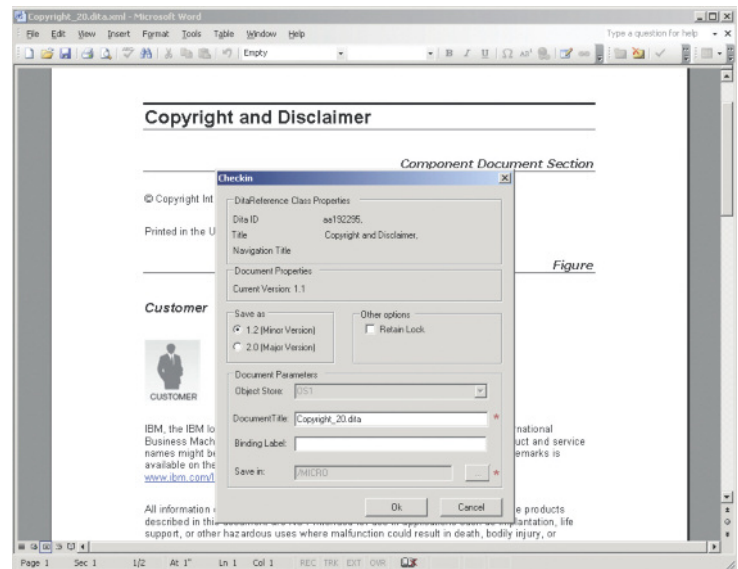 Copyright_20.dita.xml - Microsoft Word
File Edit View Insert Format Tools Table Window Help
Type a question for help
Empty
B I U
Copyright and Disclaimer
Component Document Section
© Copyright Int
Printed in the U
Figure
Customer
CUSTOMER
IBM, the IBM lo
rnational
Business Mach
uct and service
names might be
emarks is
available on the
www.ibm.com/l
All information
e products
described in this
plantation, life
support, or other hazardous uses where malfunction could result in death, bodily injury, or
Checkin
DitaReference Class Properties
Dita ID aa192295,
Title Copyright and Disclaimer,
Navigation Title
Document Properties
Current Version: 1.1
Save as
1.2 (Minor Version)
2.0 (Major Version)
Other options
Retain Lock
Document Parameters
Object Store: OS1
DocumentTitle: Copyright_20.dita *
Binding Label:
Save in: /MICRO ... *
Ok Cancel
Page 1 Sec 1 1/2 At 1" Ln 1 Col 1 REC TRK EXT OVR